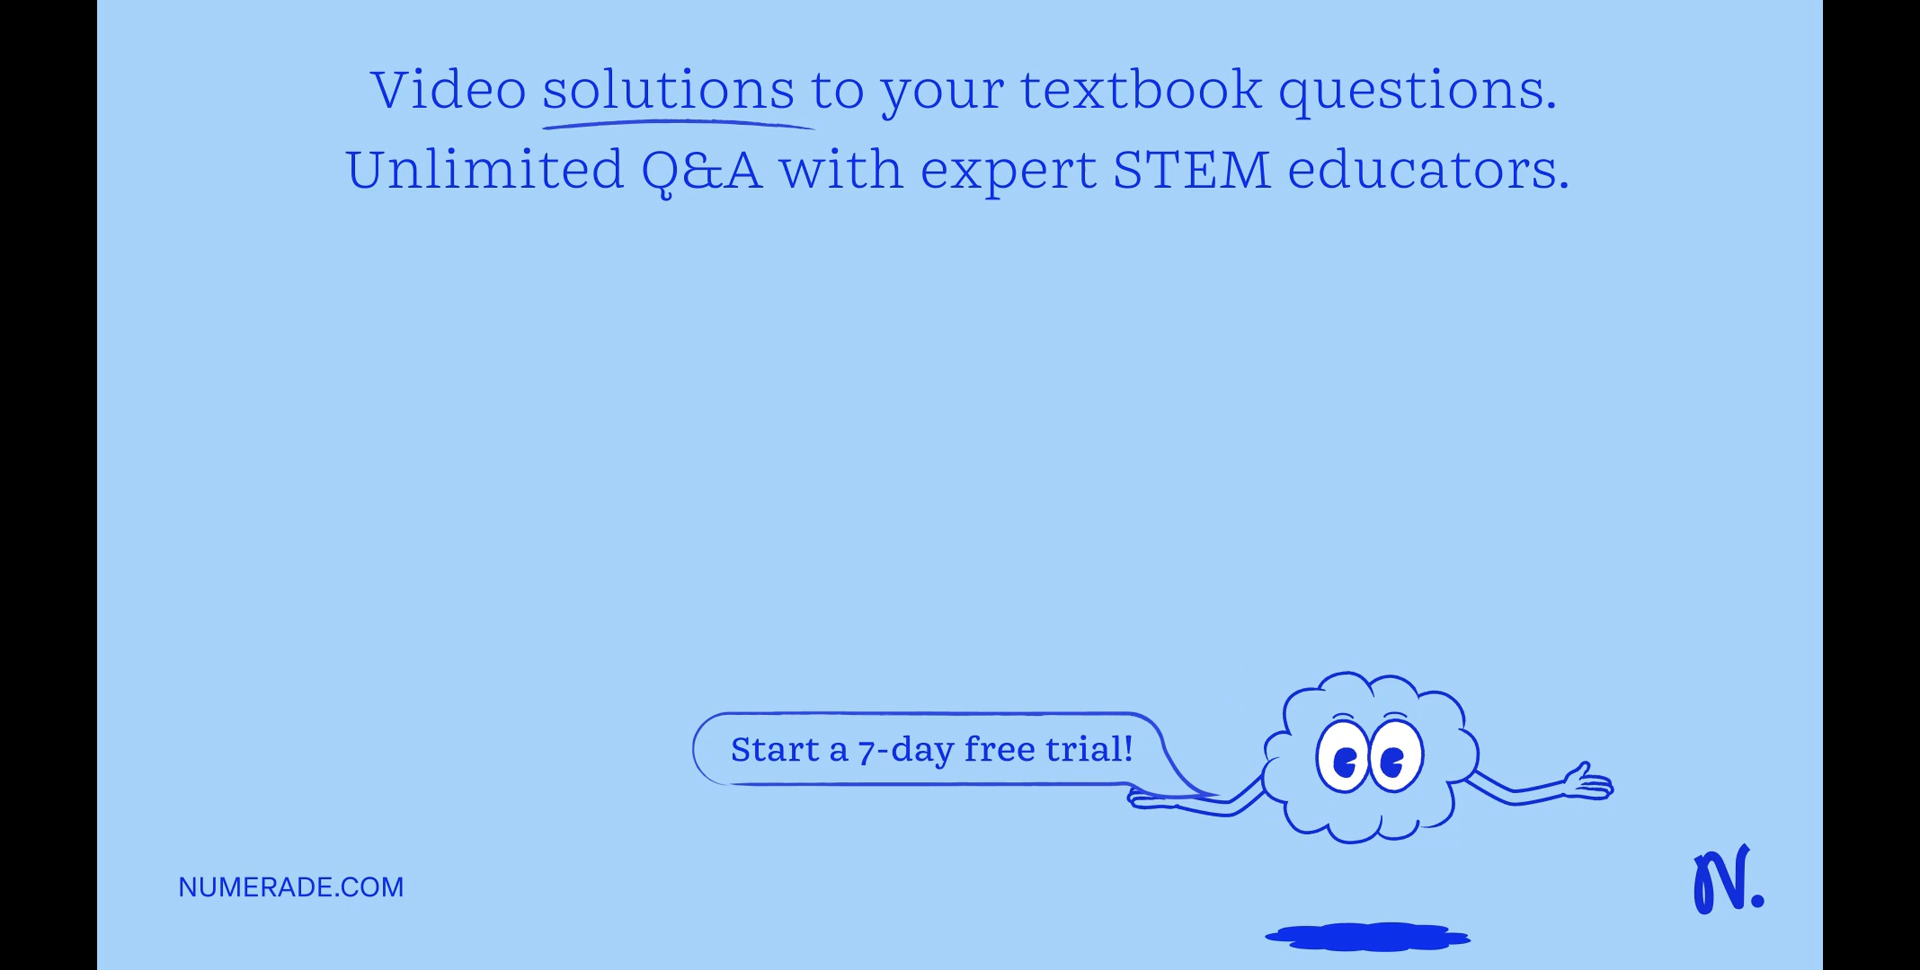 Video solutions to your textbook questions.
Unlimited Q&A with expert STEM educators.
Start a 7-day free trial!
NUMERADE.COM
N.